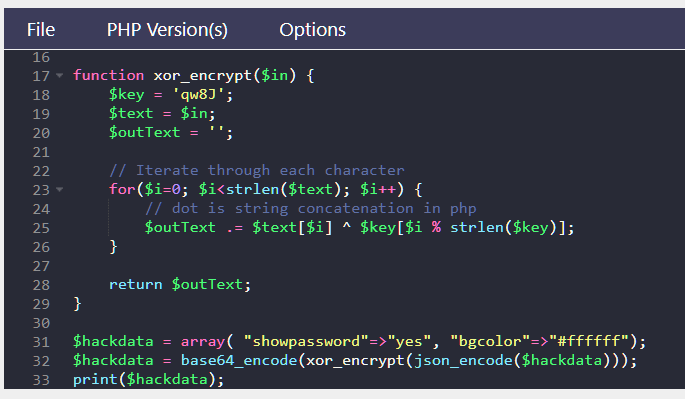 File PHP Version(s) Options
16
17 function xor_encrypt($in) {
18 $key = 'qw8J';
19 $text = $in;
20 $outText = '';
21
22 // Iterate through each character
23 for($i=0; $i<strlen($text); $i++) {
24 // dot is string concatenation in php
25 $outText .= $text[$i] ^ $key[$i % strlen($key)];
26 }
27
28 return $outText;
29 }
30
31 $hackdata = array( "showpassword"=>"yes", "bgcolor"=>"#ffffff");
32 $hackdata = base64_encode(xor_encrypt(json_encode($hackdata)));
33 print($hackdata);